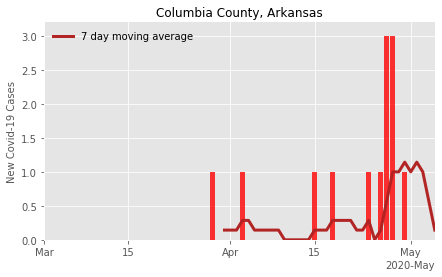 Columbia County, Arkansas
7 day moving average
New Covid-19 Cases
3.0
2.5
2.0
1.5
1.0
0.5
0.0
Mar 15 Apr 15 May
2020-May